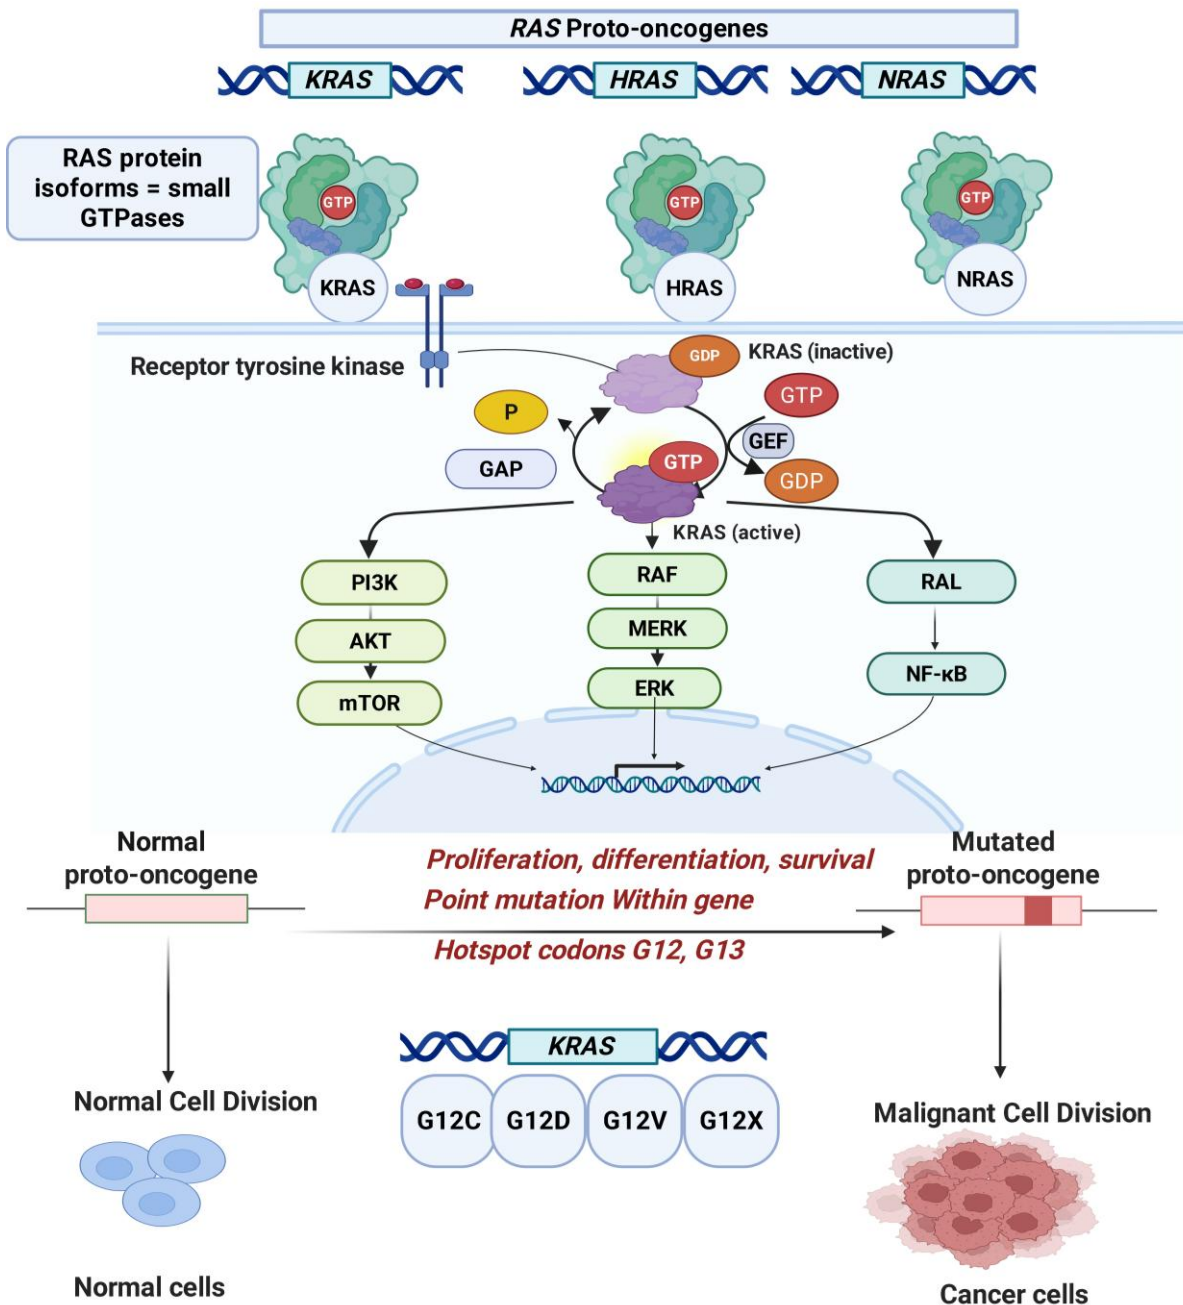 RAS Proto-oncogenes
KRAS
HRAS
NRAS
RAS protein
isoforms = small
GTPases
GTP
GTP
GTP
KRAS
HRAS
NRAS
Receptor tyrosine kinase
GDP
KRAS (inactive)
GTP
P
GEF
GAP
GTP
GDP
KRAS (active)
PI3K
RAF
RAL
AKT
MERK
mTOR
ERK
NF-κB
Normal
proto-oncogene
Proliferation, differentiation, survival
Point mutation Within gene
Hotspot codons G12, G13
Mutated
proto-oncogene
KRAS
G12C
G12D
G12V
G12X
Normal Cell Division
Malignant Cell Division
Normal cells
Cancer cells